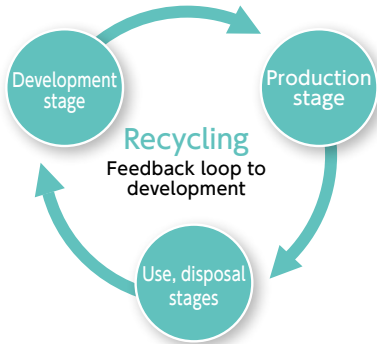 Development
stage
Production
stage
Recycling
Feedback loop to
development
Use, disposal
stages